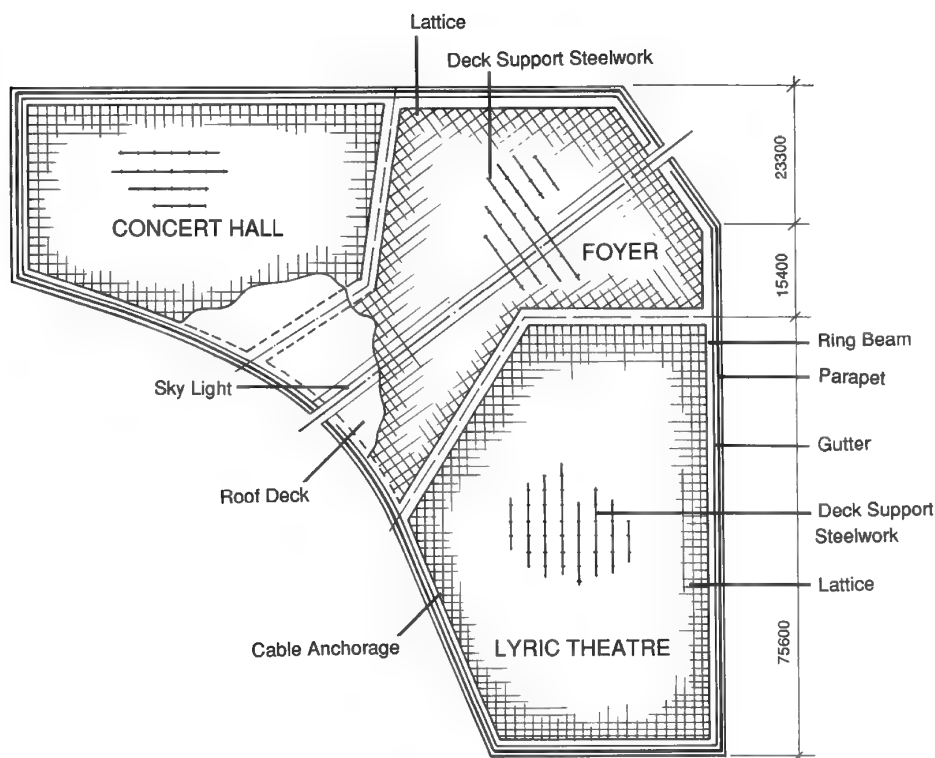 Lattice
Deck Support Steelwork
23300
CONCERT HALL
FOYER
15400
Ring Beam
Sky Light
Parapet
Gutter
Roof Deck
Deck Support
Steelwork
Lattice
Cable Anchorage
LYRIC THEATRE
75600